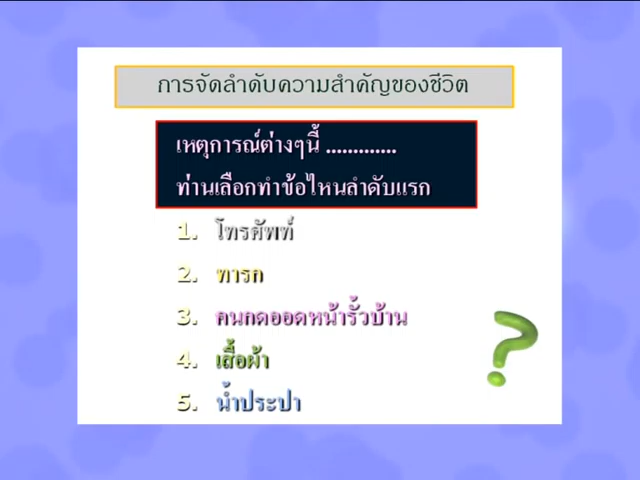 การจัดลำดับความสำคัญของชีวิต
เหตุการณ์ต่างๆนี้ .............
ท่านเลือกทำข้อไหนลำดับแรก
1. โทรศัพท์
2. ทารก
3. คนกดออดหน้ารั้วบ้าน
4. เสื้อผ้า
5. น้ำประปา
?